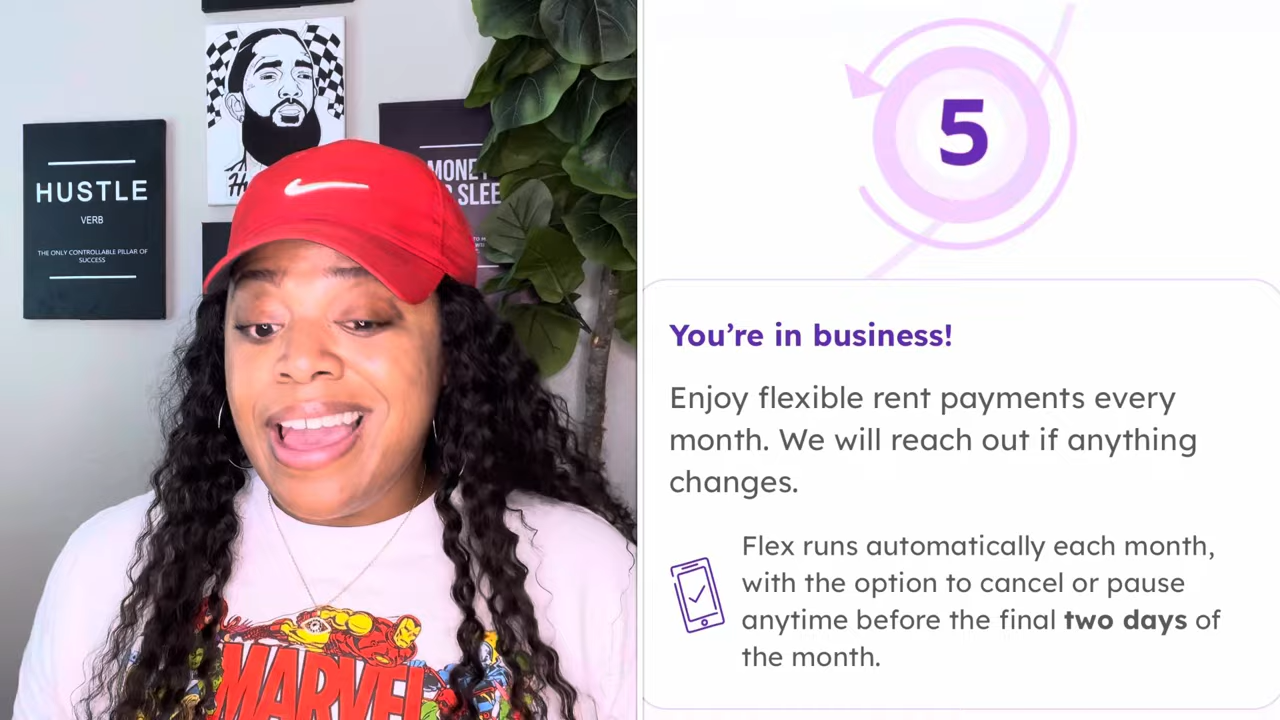 HUSTLE
VERB
THE ONLY CONTROLLABLE PILLAR OF
SUCCESS
MARVEL
5
You’re in business!
Enjoy flexible rent payments every
month. We will reach out if anything
changes.
Flex runs automatically each month,
with the option to cancel or pause
anytime before the final two days of
the month.